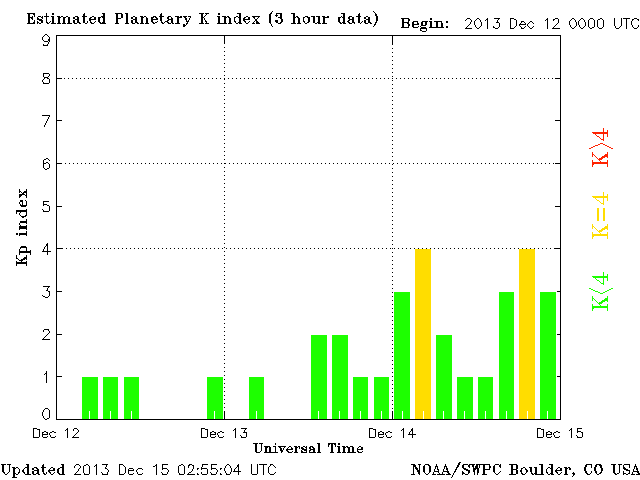 Estimated Planetary K index (3 hour data) Begin: 2013 Dec 12 0000 UTC
9
8
7
6
5
4
3
2
1
0
Kp index
K>4
K=4
K<4
Dec 12 Dec 13 Dec 14 Dec 15
Universal Time
Updated 2013 Dec 15 02:55:04 UTC NOAA/SWPC Boulder, CO USA